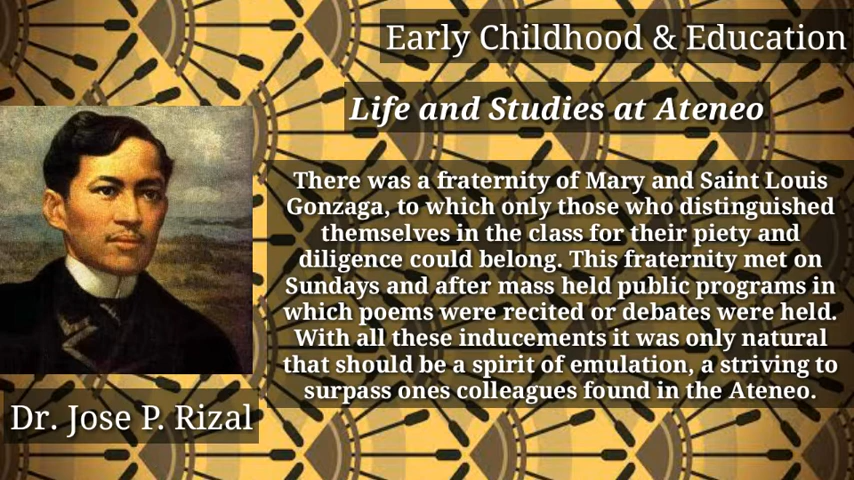 Early Childhood & Education
Life and Studies at Ateneo
There was a fraternity of Mary and Saint Louis
Gonzaga, to which only those who distinguished
themselves in the class for their piety and
diligence could belong. This fraternity met on
Sundays and after mass held public programs in
which poems were recited or debates were held.
With all these inducements it was only natural
that should be a spirit of emulation, a striving to
surpass ones colleagues found in the Ateneo.
Dr. Jose P. Rizal